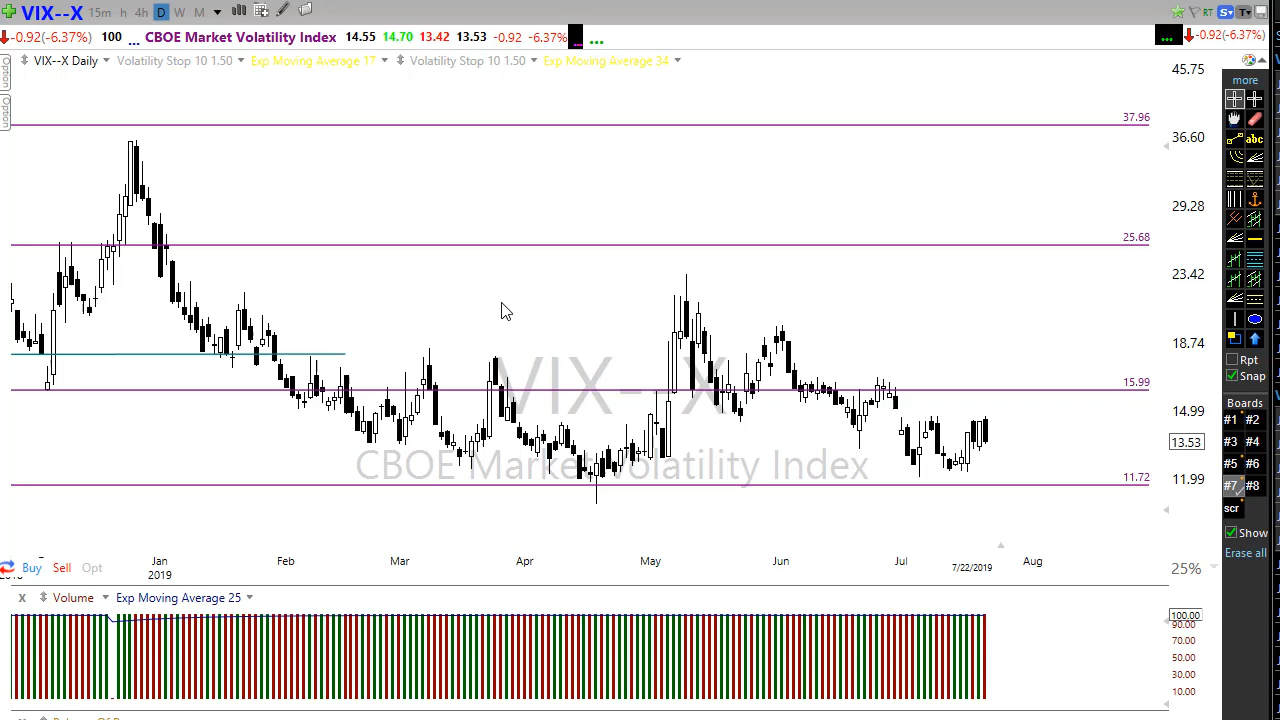 VIX--X 15m h 4h D W M RT S T
-0.92(-6.37%) 100 ... CBOE Market Volatility Index 14.55 14.70 13.42 13.53 -0.92 -6.37% ... ... -0.92(-6.37%)
Option VIX--X Daily Volatility Stop 10 1.50 Exp Moving Average 17 Volatility Stop 10 1.50 Exp Moving Average 34
Option
45.75
more
37.96
36.60
abc
29.28
25.68
23.42
18.74
Rpt
Snap
15.99
VIX--X
Boards
14.99
#1 #2
13.53
#3 #4
CBOE Market Volatility Index
#5 #6
11.72
11.99
#7 #8
scr
Show
Erase all
Jan Feb Mar Apr May Jun Jul Aug
2019 7/22/2019
Buy Sell Opt 25%
X Volume Exp Moving Average 25
100.00
90.00
70.00
50.00
30.00
10.00